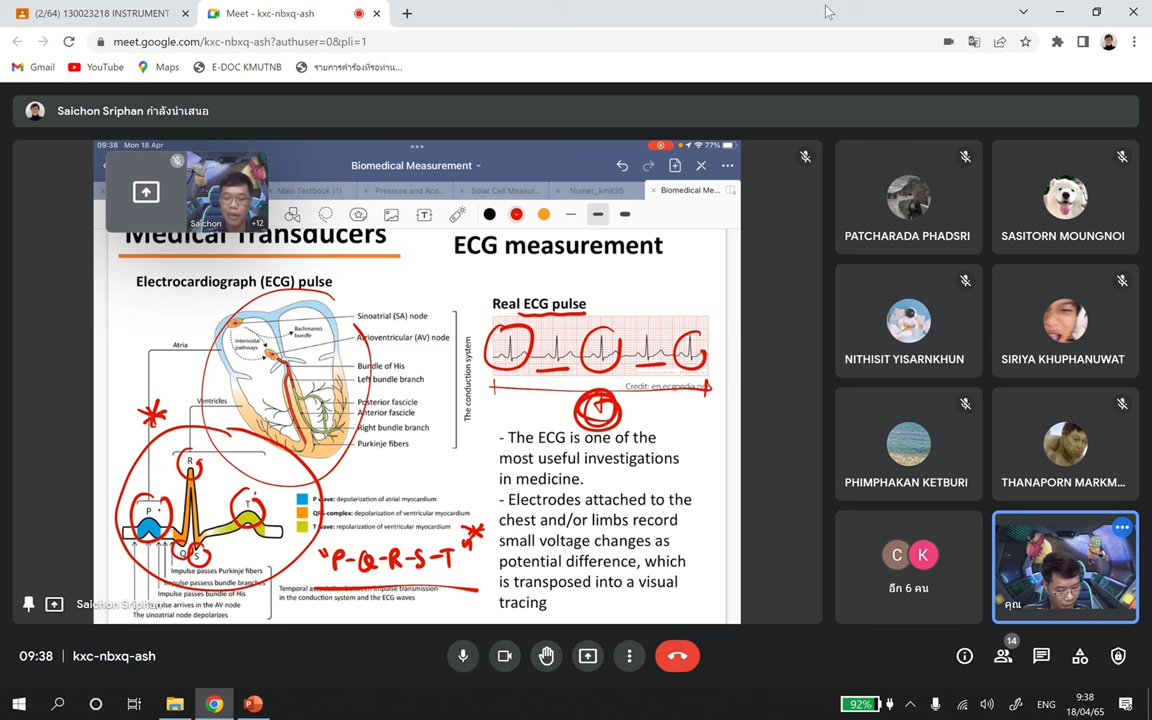 (2/64) 130023218 INSTRUMENT
Meet - kxc-nbxq-ash
meet.google.com/kxc-nbxq-ash?authuser=0&pli=1
Gmail
YouTube
Maps
E-DOC KMUTNB
Saichon Sriphan กำลังนำเสนอ
09:38 Mon 18 Apr
77%
Biomedical Measurement
Main Textbook (1)
Pressure and Aco...
Solar Cell Measur...
Numer_kmit35
Biomedical Me...
Saichon
+12
Medical Transducers
ECG measurement
Electrocardiograph (ECG) pulse
Sinoatrial (SA) node
Bachmann's
bundle
Atrioventricular (AV) node
Internodal
pathways
Atria
Bundle of His
Left bundle branch
Ventricles
Posterior fascicle
Anterior fascicle
Right bundle branch
Purkinje fibers
The conduction system
R
P
T
Q
S
P wave: depolarization of atrial myocardium
QRS complex: depolarization of ventricular myocardium
T wave: repolarization of ventricular myocardium
"P-Q-R-S-T"
Impulse passes Purkinje fibers
Impulse passess bundle branches
Impulse passes bundle of His
Impulse arrives in the AV node
The sinoatrial node depolarizes
Temporal association between impulse transmission
in the conduction system and the ECG waves
Real ECG pulse
Credit: en.ecgpedia.org
- The ECG is one of the
most useful investigations
in medicine.
- Electrodes attached to the
chest and/or limbs record
small voltage changes as
potential difference, which
is transposed into a visual
tracing
Saichon Sriphan
PATCHARADA PHADSRI
SASITORN MOUNGNOI
NITHISIT YISARNKHUN
SIRIYA KHUPHANUWAT
PHIMPHAKAN KETBURI
THANAPORN MARKM...
C
K
อีก 6 คน
คุณ
09:38
kxc-nbxq-ash
14
92%
ENG
9:38
18/04/65